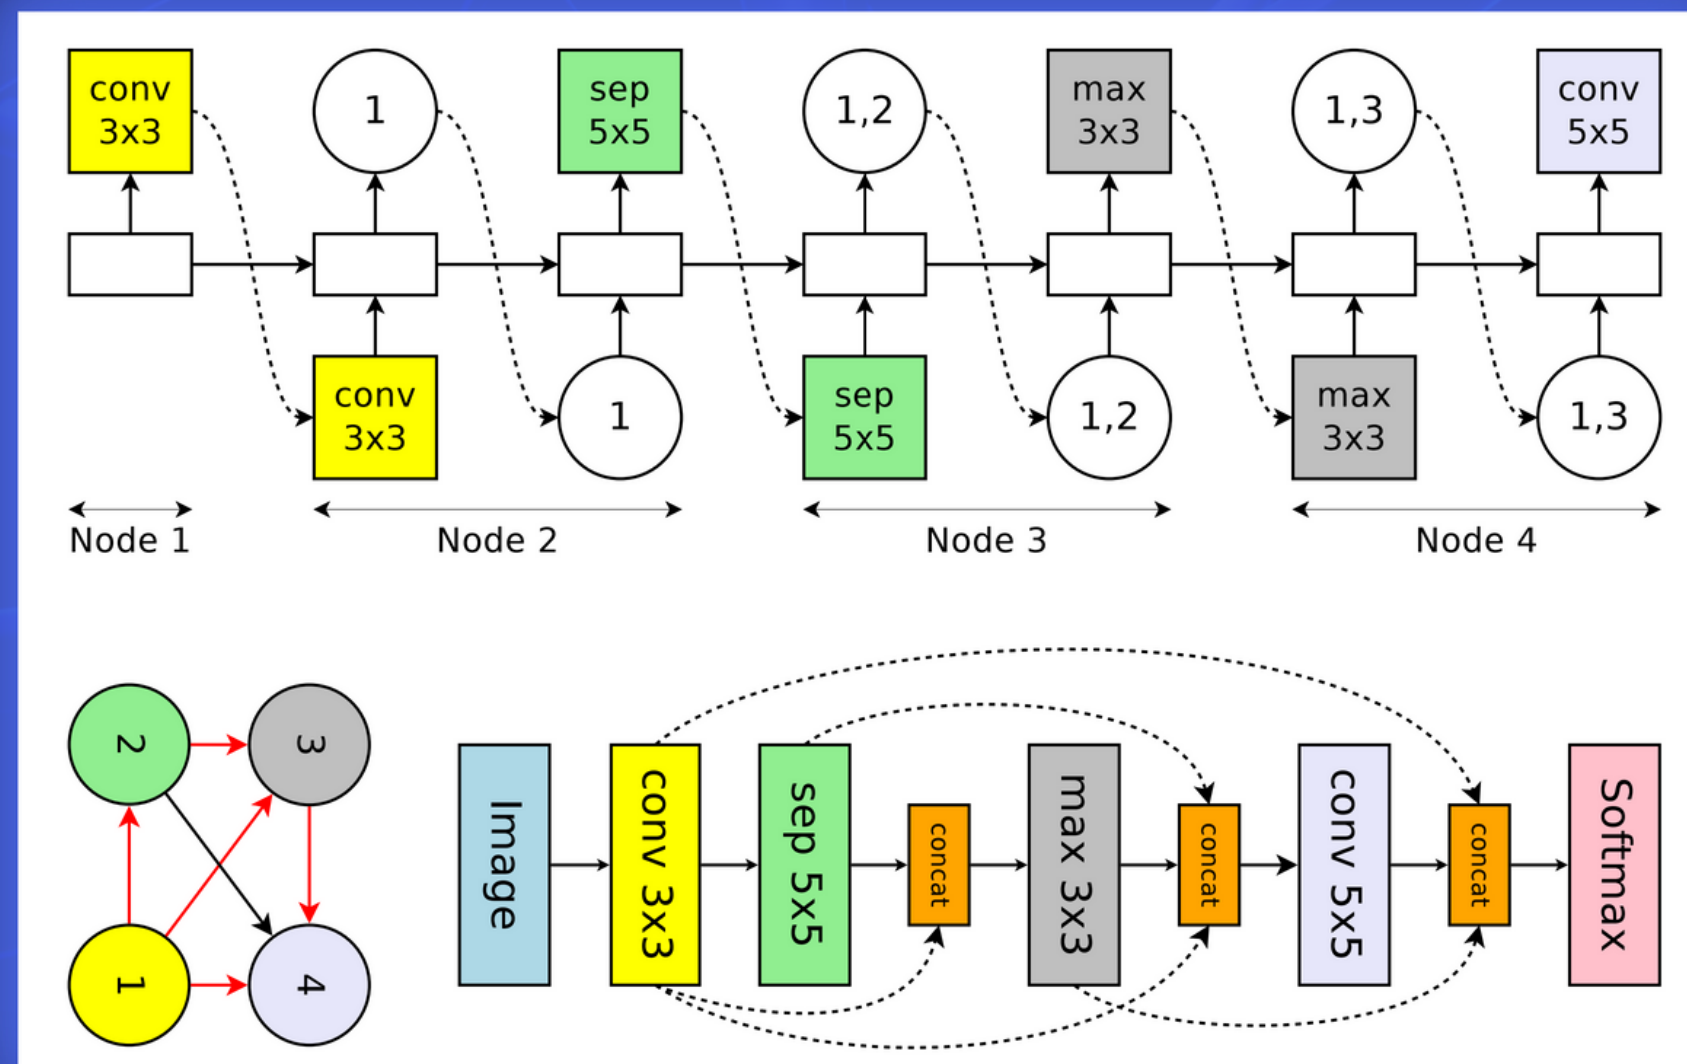 conv
3x3
1
sep
5x5
1,2
max
3x3
1,3
conv
5x5
conv
3x3
1
sep
5x5
1,2
max
3x3
1,3
Node 1
Node 2
Node 3
Node 4
2
3
1
4
Image
conv 3x3
sep 5x5
concat
max 3x3
concat
conv 5x5
concat
Softmax